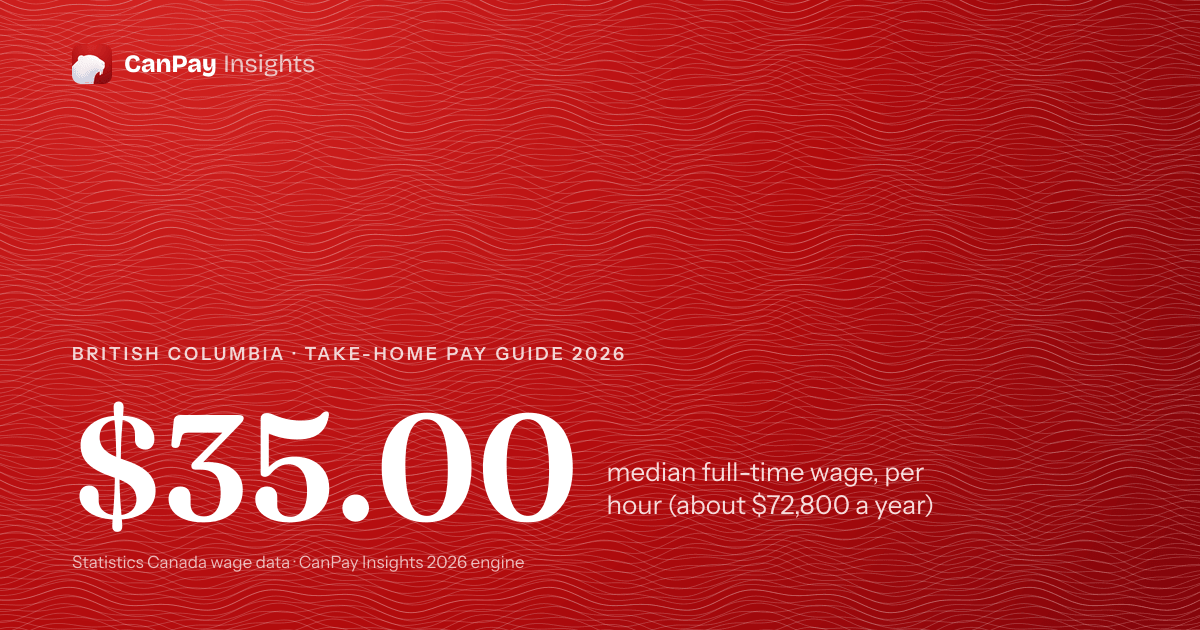 CanPay Insights
BRITISH COLUMBIA · TAKE-HOME PAY GUIDE 2026
$35.00
median full-time wage, per
hour (about $72,800 a year)
Statistics Canada wage data · CanPay Insights 2026 engine